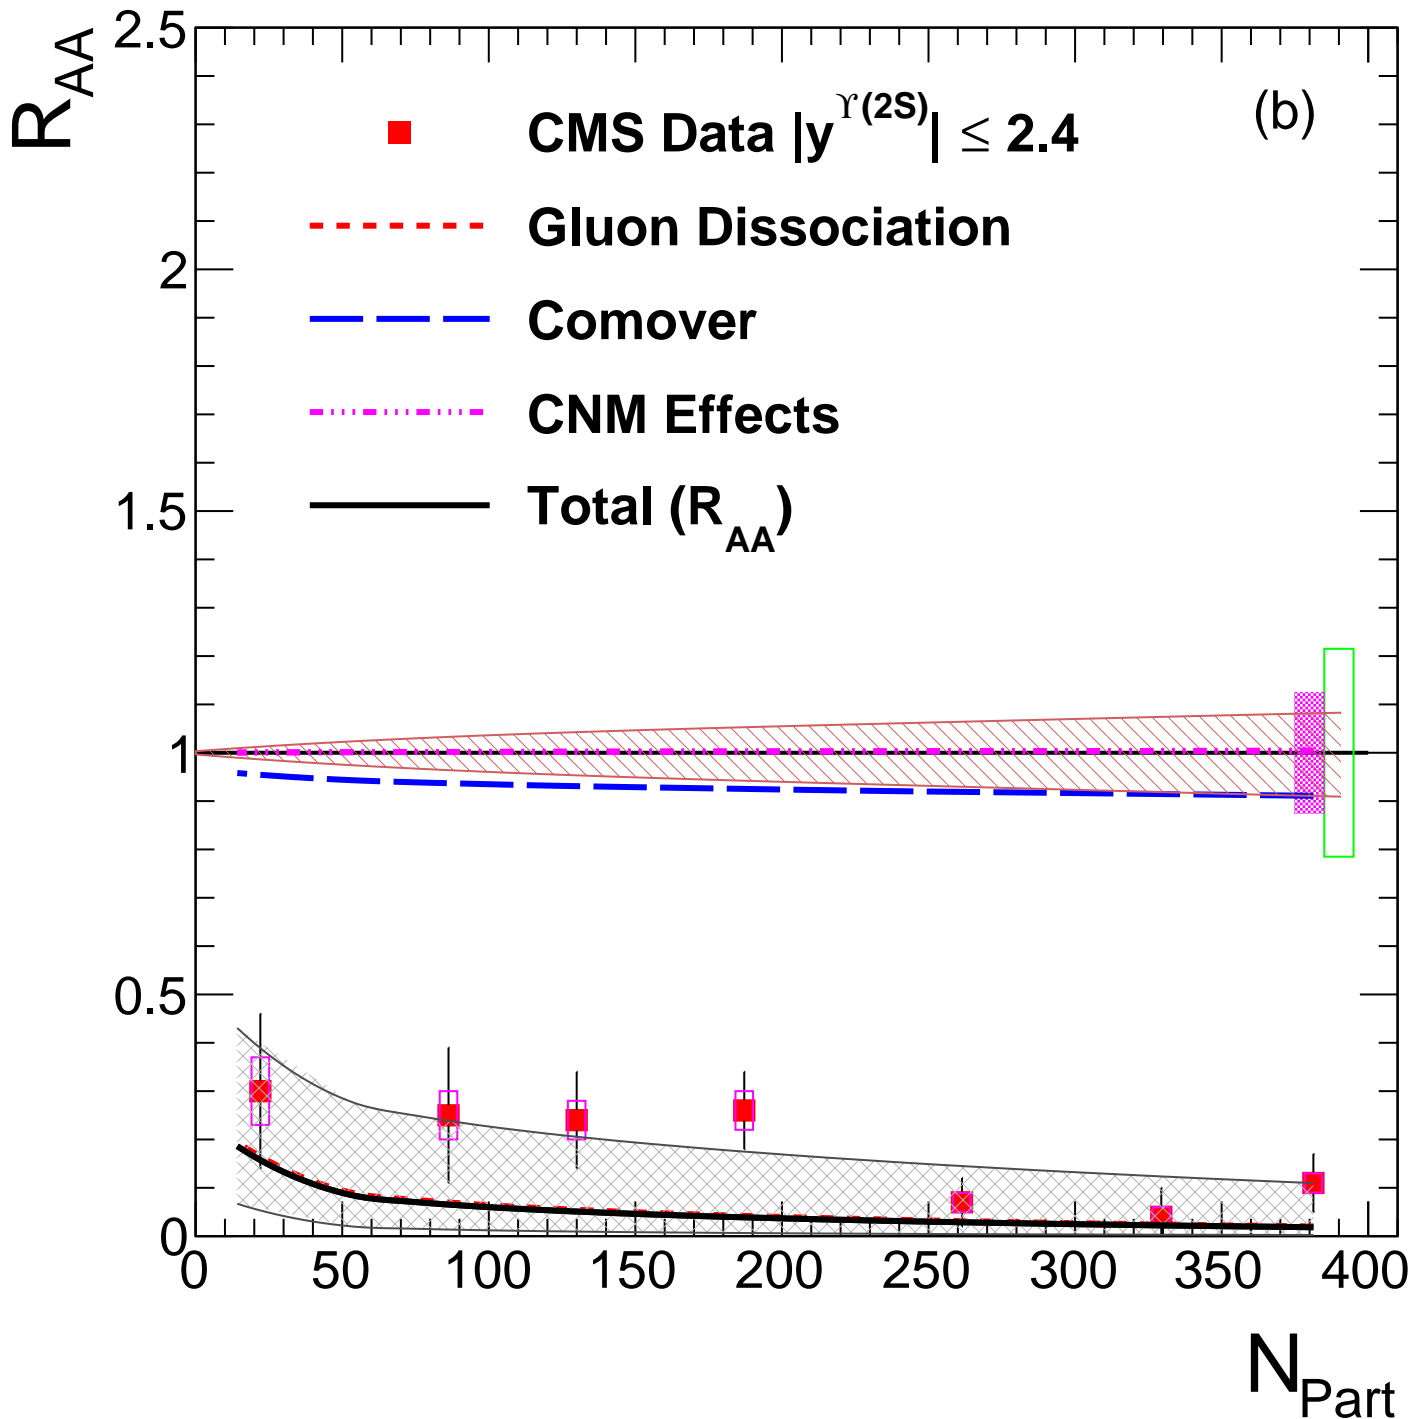 R_AA
2.5
2
1.5
1
0.5
0
(b)
CMS Data |y^ϒ(2S)| ≤ 2.4
Gluon Dissociation
Comover
CNM Effects
Total (R_AA)
0 50 100 150 200 250 300 350 400
N_Part